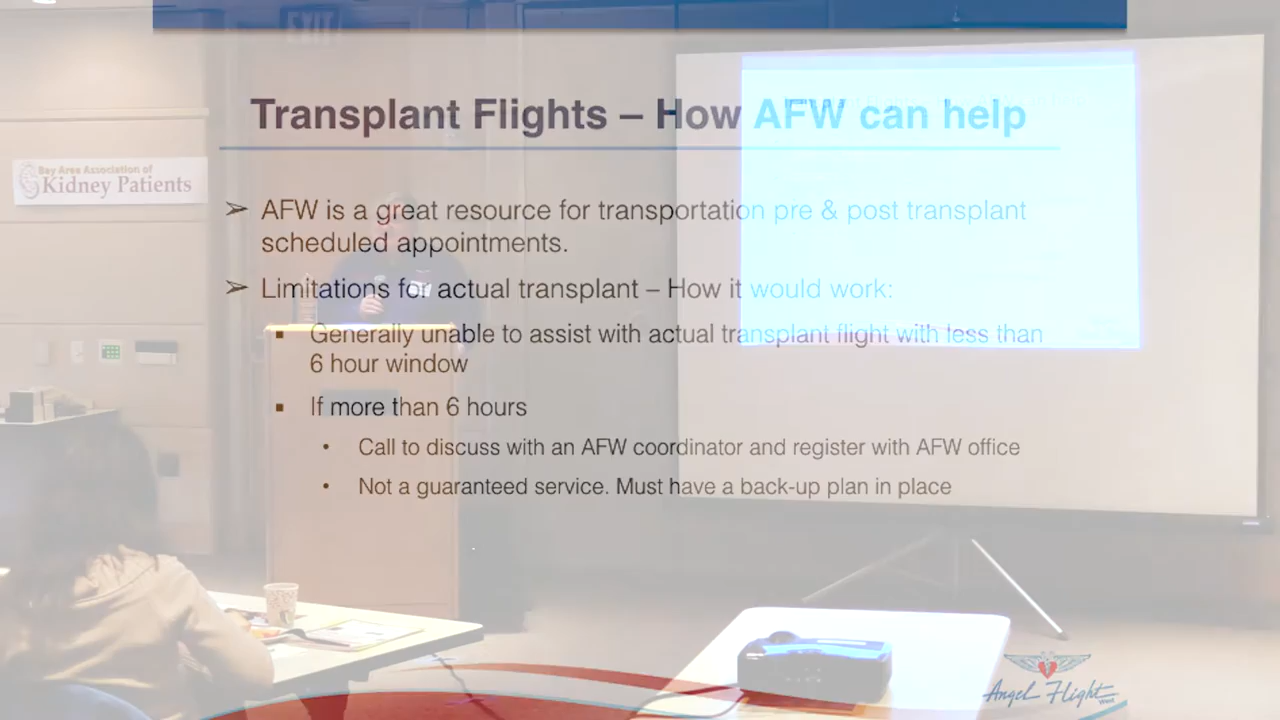 EXIT
Transplant Flights – How AFW can help
Bay Area Association of
Kidney Patients
➢ AFW is a great resource for transportation pre & post transplant
scheduled appointments.
➢ Limitations for actual transplant – How it would work:
▪ Generally unable to assist with actual transplant flight with less than
6 hour window
▪ If more than 6 hours
• Call to discuss with an AFW coordinator and register with AFW office
• Not a guaranteed service. Must have a back-up plan in place
Angel Flight
West